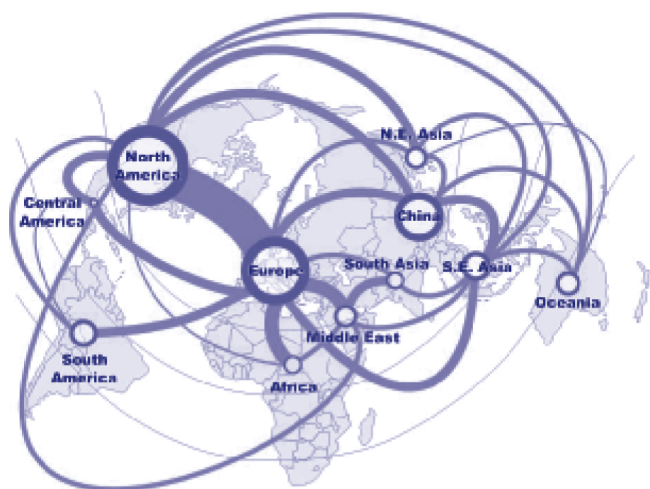 N.E. Asia
North
America
Central
America
China
Europe
South Asia
S.E. Asia
Oceania
Middle East
South
America
Africa